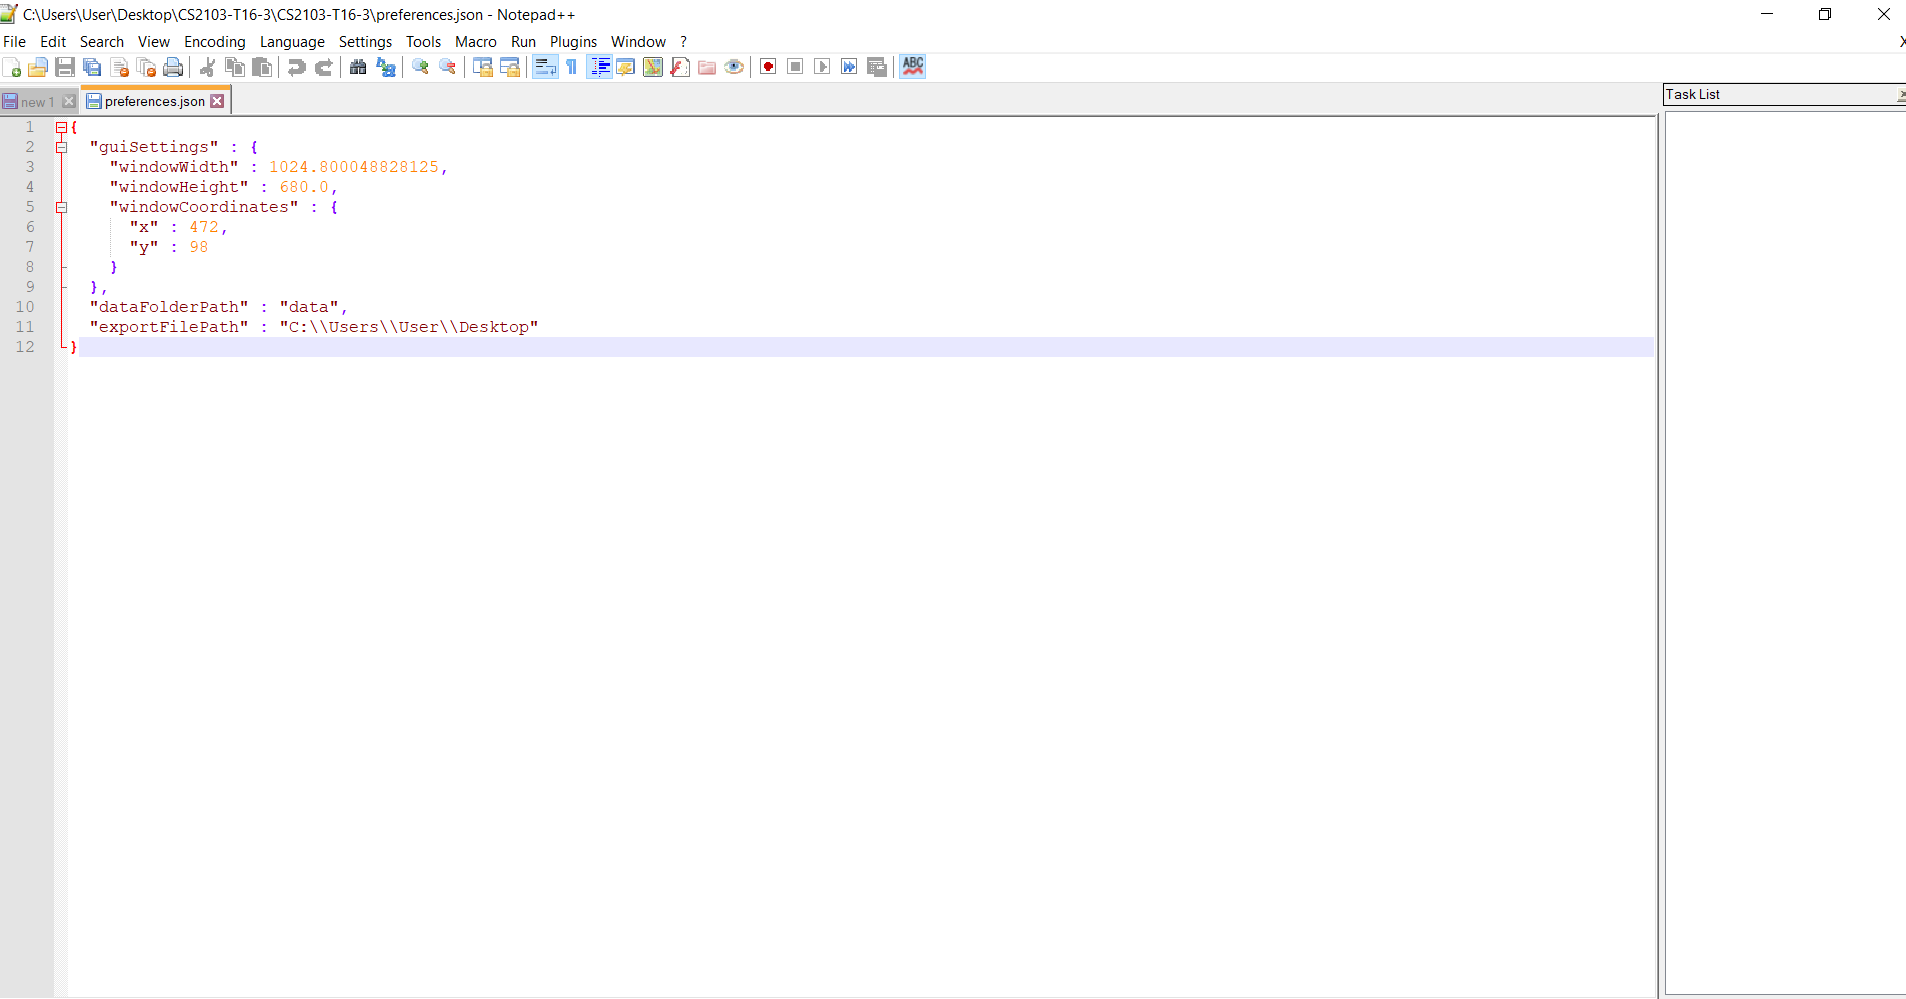 C:\Users\User\Desktop\CS2103-T16-3\CS2103-T16-3\preferences.json - Notepad++
File Edit Search View Encoding Language Settings Tools Macro Run Plugins Window ? X
ABC
new 1 preferences.json Task List
1 {
2 "guiSettings" : {
3 "windowWidth" : 1024.800048828125,
4 "windowHeight" : 680.0,
5 "windowCoordinates" : {
6 "x" : 472,
7 "y" : 98
8 }
9 },
10 "dataFolderPath" : "data",
11 "exportFilePath" : "C:\\Users\\User\\Desktop"
12 }